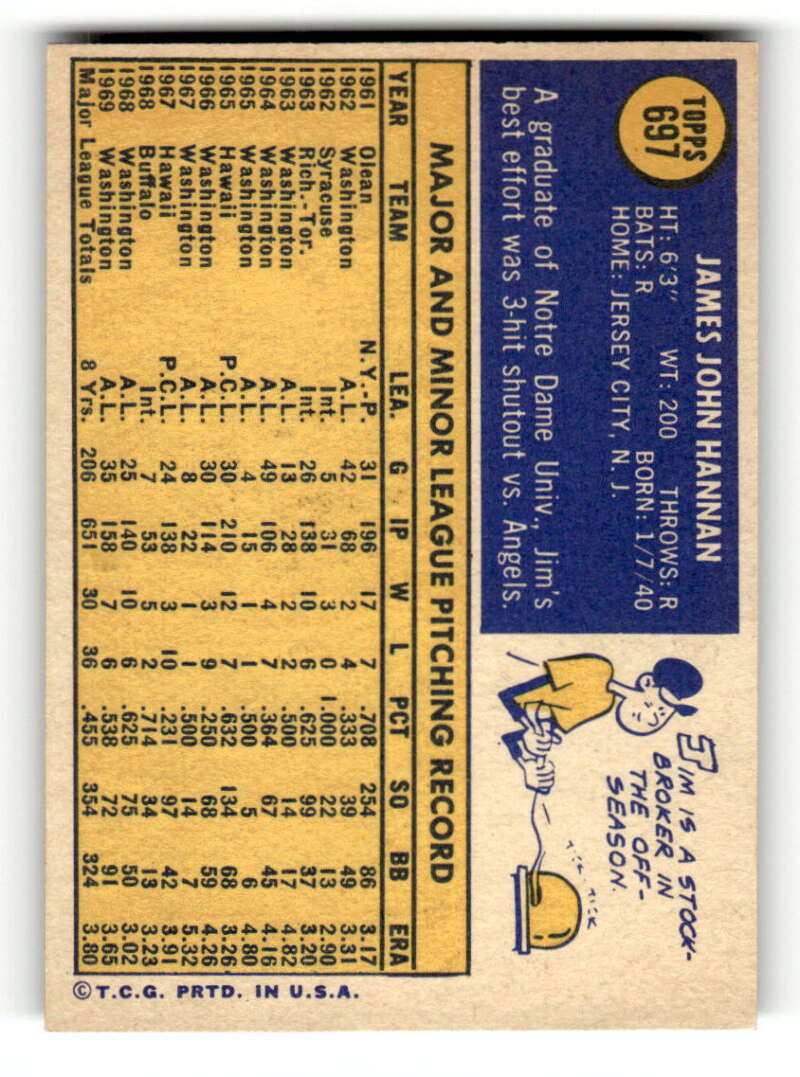 TOPPS
697
JAMES JOHN HANNAN
HT: 6'3" WT: 200 THROWS: R
BATS: R BORN: 1/7/40
HOME: JERSEY CITY, N. J.
A graduate of Notre Dame Univ., Jim's
best effort was 3-hit shutout vs. Angels.
JIM IS A STOCK-
BROKER IN
THE OFF-
SEASON.
TICK TICK
MAJOR AND MINOR LEAGUE PITCHING RECORD
YEAR TEAM LEA. G IP W L PCT SO BB ERA
1961 Olean N.Y.-P. 31 196 17 7 .708 254 86 3.17
1962 Washington A.L. 42 68 2 4 .333 39 49 3.31
1962 Syracuse Int. 5 31 3 0 1.000 22 13 2.90
1963 Rich.-Tor. Int. 26 138 10 6 .625 99 37 3.20
1963 Washington A.L. 13 28 2 2 .500 14 17 4.82
1964 Washington A.L. 49 106 4 7 .364 67 45 4.16
1965 Washington A.L. 4 15 1 1 .500 5 6 4.80
1965 Hawaii P.C.L. 30 210 12 7 .632 134 68 3.26
1966 Washington A.L. 30 114 3 9 .250 68 59 4.26
1967 Washington A.L. 8 22 1 1 .500 14 7 5.32
1967 Hawaii P.C.L. 24 138 3 10 .231 97 42 3.91
1968 Buffalo Int. 7 53 5 2 .714 34 13 3.23
1968 Washington A.L. 25 140 10 6 .625 75 50 3.02
1969 Washington A.L. 35 158 7 6 .538 72 91 3.65
Major League Totals 8 Yrs. 206 651 30 36 .455 354 324 3.80
© T.C.G. PRTD. IN U.S.A.